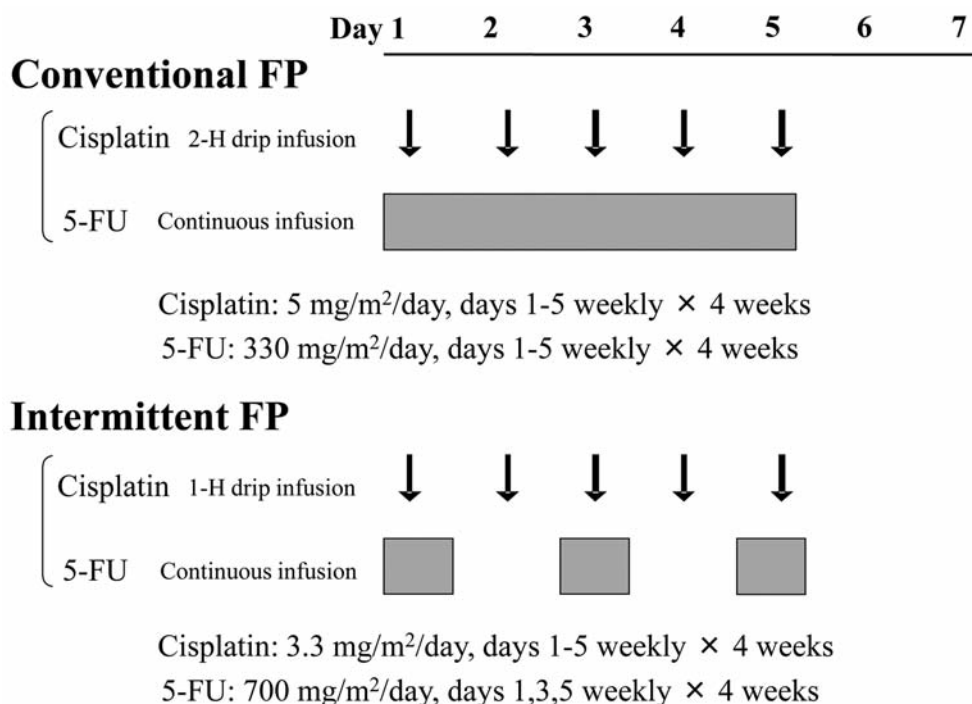 Day 1 2 3 4 5 6 7
Conventional FP
Cisplatin 2-H drip infusion
5-FU Continuous infusion
Cisplatin: 5 mg/m²/day, days 1-5 weekly × 4 weeks
5-FU: 330 mg/m²/day, days 1-5 weekly × 4 weeks
Intermittent FP
Cisplatin 1-H drip infusion
5-FU Continuous infusion
Cisplatin: 3.3 mg/m²/day, days 1-5 weekly × 4 weeks
5-FU: 700 mg/m²/day, days 1,3,5 weekly × 4 weeks